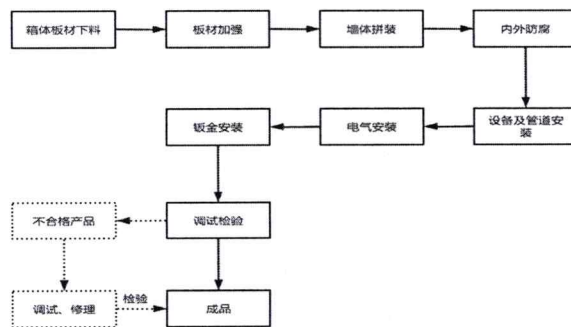 箱体板材下料
板材加强
墙体拼装
内外防腐
钣金安装
电气安装
设备及管道安
装
不合格产品
调试检验
调试、修理
检验
成品